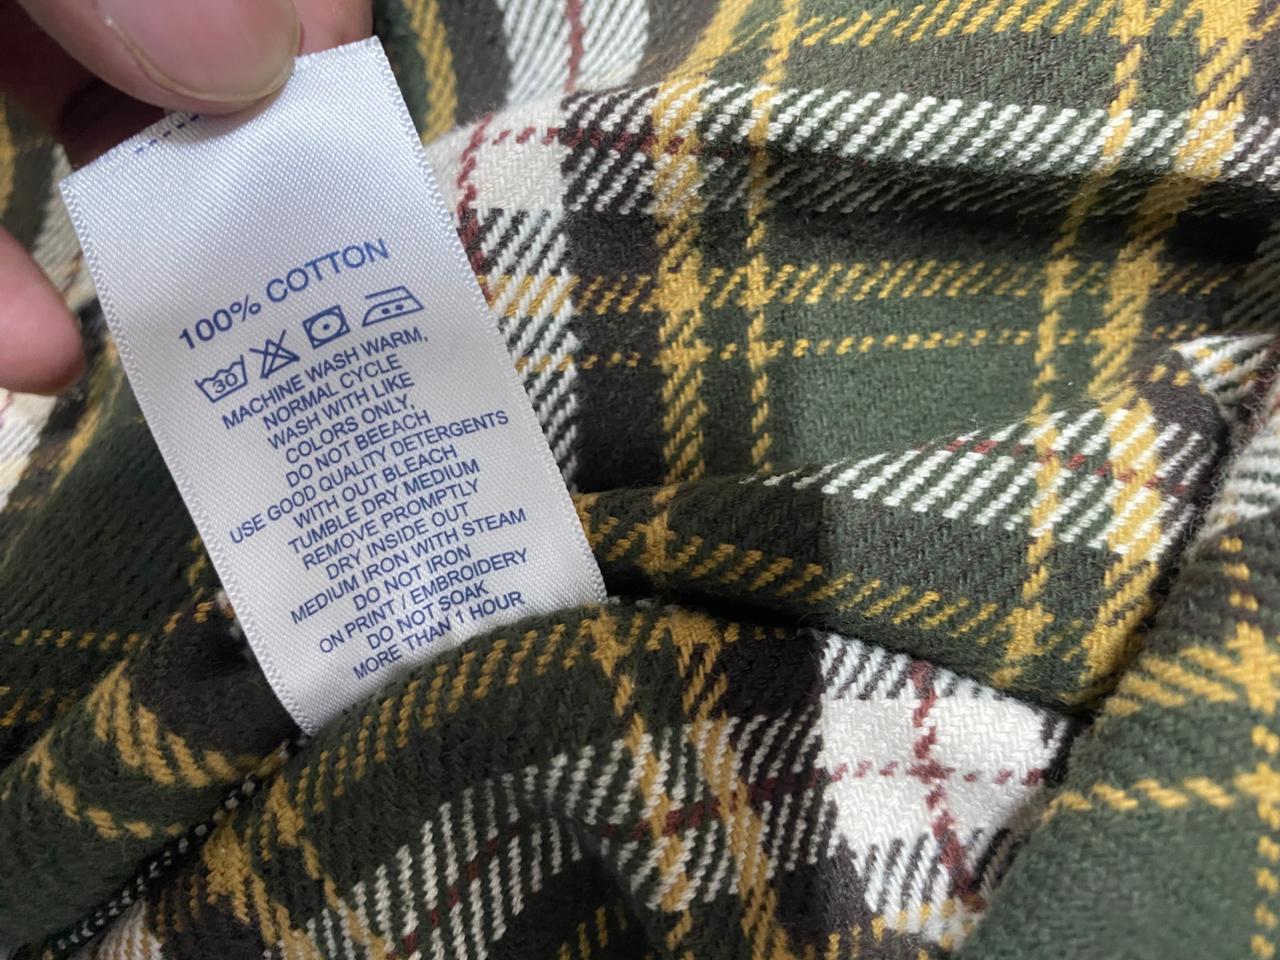 100% COTTON
30
MACHINE WASH WARM,
NORMAL CYCLE
WASH WITH LIKE
COLORS ONLY,
DO NOT BEEACH
USE GOOD QUALITY DETERGENTS
WITH OUT BLEACH
TUMBLE DRY MEDIUM
REMOVE PROMPTLY
DRY INSIDE OUT
MEDIUM IRON WITH STEAM
DO NOT IRON
ON PRINT / EMBROIDERY
DO NOT SOAK
MORE THAN 1 HOUR